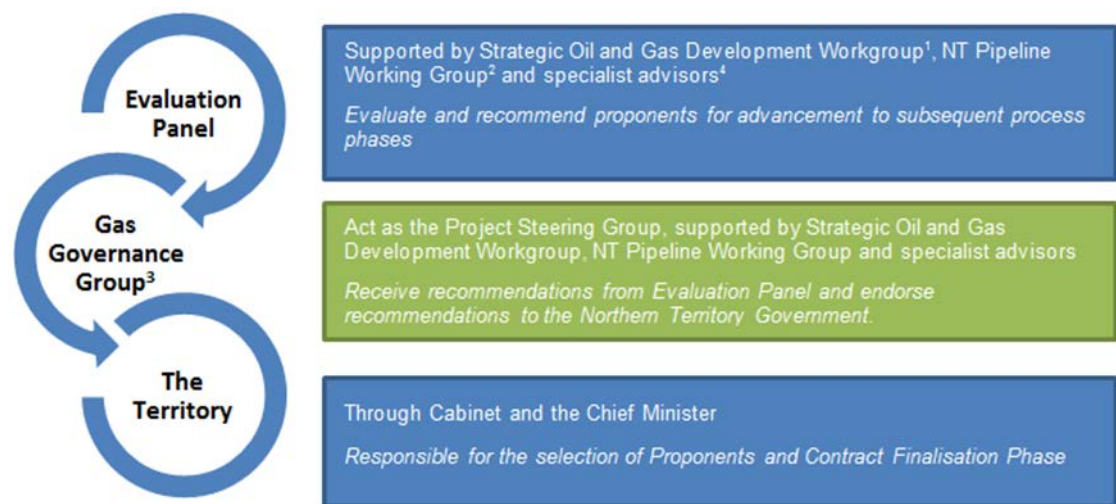 Evaluation
Panel
Supported by Strategic Oil and Gas Development Workgroup¹, NT Pipeline
Working Group² and specialist advisors⁴
Evaluate and recommend proponents for advancement to subsequent process
phases
Gas
Governance
Group³
Act as the Project Steering Group, supported by Strategic Oil and Gas
Development Workgroup, NT Pipeline Working Group and specialist advisors
Receive recommendations from Evaluation Panel and endorse
recommendations to the Northern Territory Government.
The
Territory
Through Cabinet and the Chief Minister
Responsible for the selection of Proponents and Contract Finalisation Phase